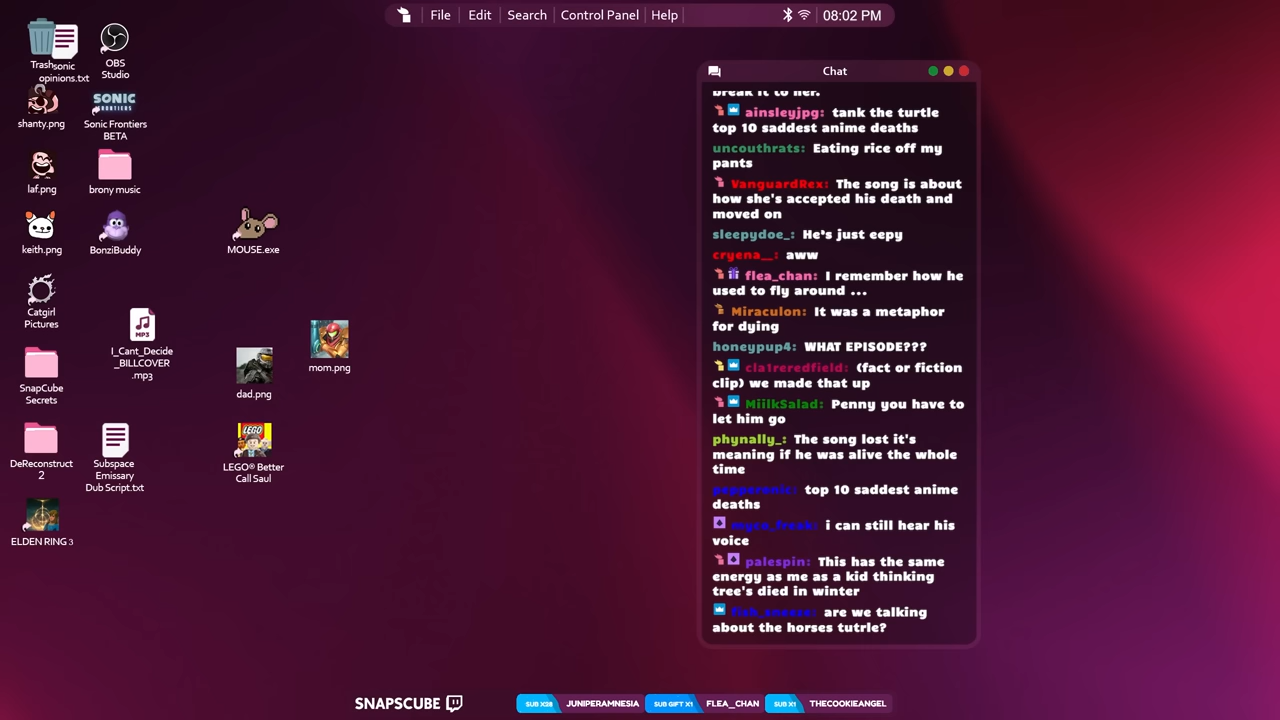 File Edit Search Control Panel Help 08:02 PM
Trash
sonic
opinions.txt
OBS
Studio
shanty.png
SONIC
FRONTIERS
Sonic Frontiers
BETA
laf.png
brony music
keith.png
BonziBuddy
MOUSE.exe
Catgirl
Pictures
MP3
I_Cant_Decide
_BILLCOVER
.mp3
mom.png
dad.png
SnapCube
Secrets
DeReconstruct
2
Subspace
Emissary
Dub Script.txt
LEGO
LEGO® Better
Call Saul
ELDEN RING 3
Chat
break it to her.
ainsleyjpg: tank the turtle
top 10 saddest anime deaths
uncouthrats: Eating rice off my
pants
VanguardRex: The song is about
how she's accepted his death and
moved on
sleepydoe_: He's just eepy
cryena__: aww
flea_chan: I remember how he
used to fly around ...
Miraculon: It was a metaphor
for dying
honeypup4: WHAT EPISODE???
cla1reredfield: (fact or fiction
clip) we made that up
MiilkSalad: Penny you have to
let him go
phynally_: The song lost it's
meaning if he was alive the whole
time
top 10 saddest anime
deaths
i can still hear his
voice
palespin: This has the same
energy as me as a kid thinking
tree's died in winter
are we talking
about the horses tutrle?
SNAPSCUBE
SUB X28 JUNIPERAMNESIA SUB GIFT X1 FLEA_CHAN SUB X1 THECOOKIEANGEL